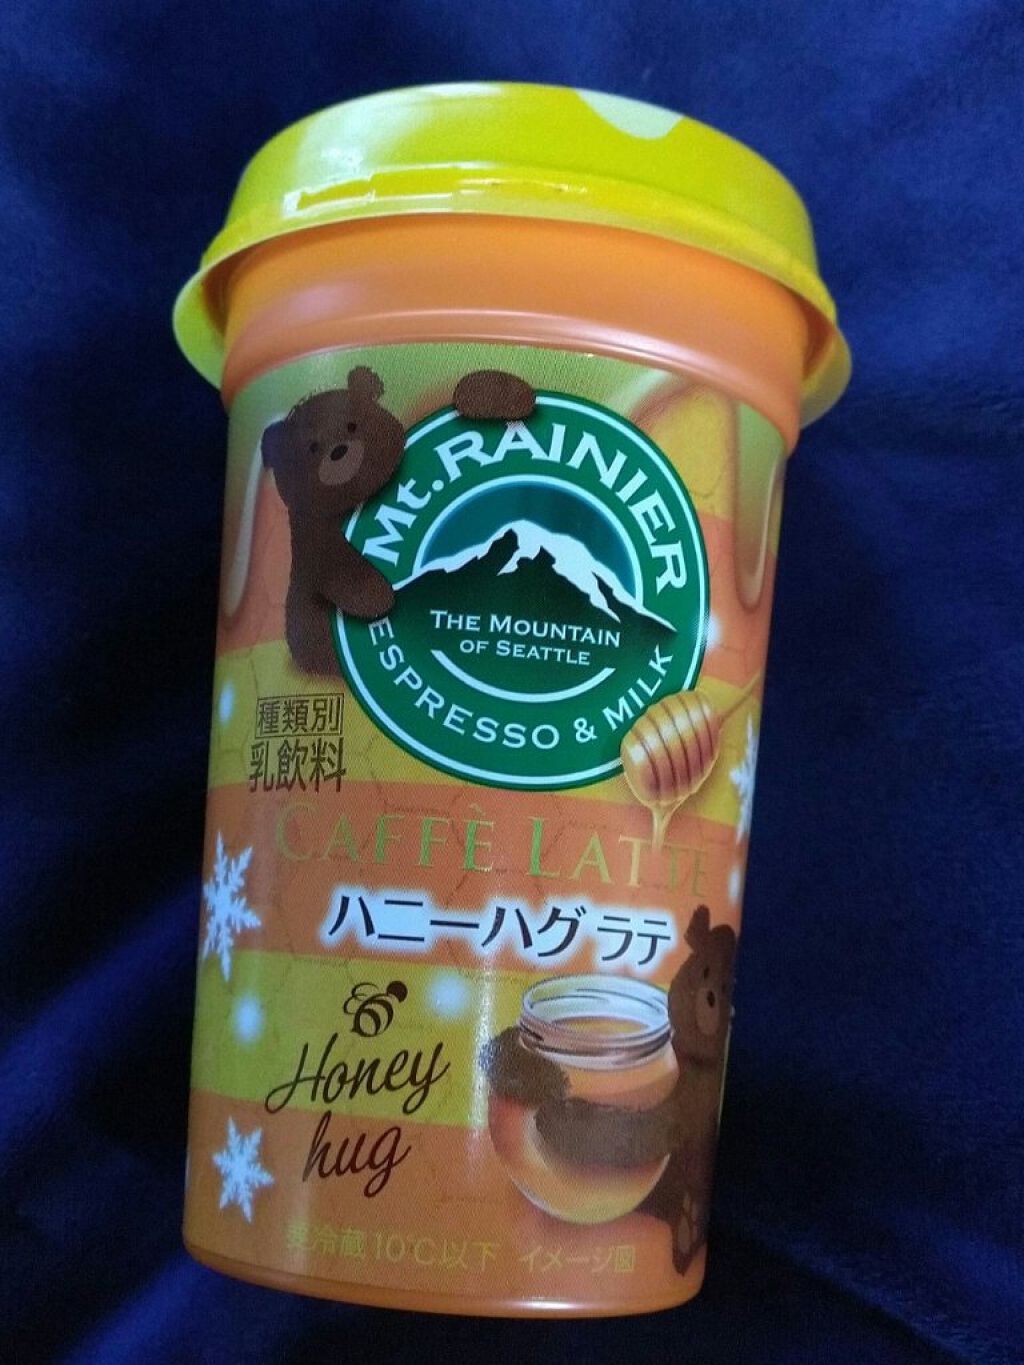 Mt. RAINIER
THE MOUNTAIN
OF SEATTLE
ESPRESSO & MILK
種類別
乳飲料
CAFFÈ LATTE
ハニーハグ ラテ
Honey
hug
要冷蔵10℃以下 イメージ図